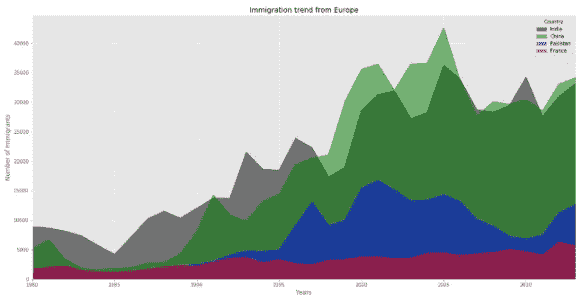 Immigration trend from Europe
Country
India
China
Pakistan
France
Number of Immigrants
40000
35000
30000
25000
20000
15000
10000
5000
0
1980 1985 1990 1995 2000 2005 2010
Years